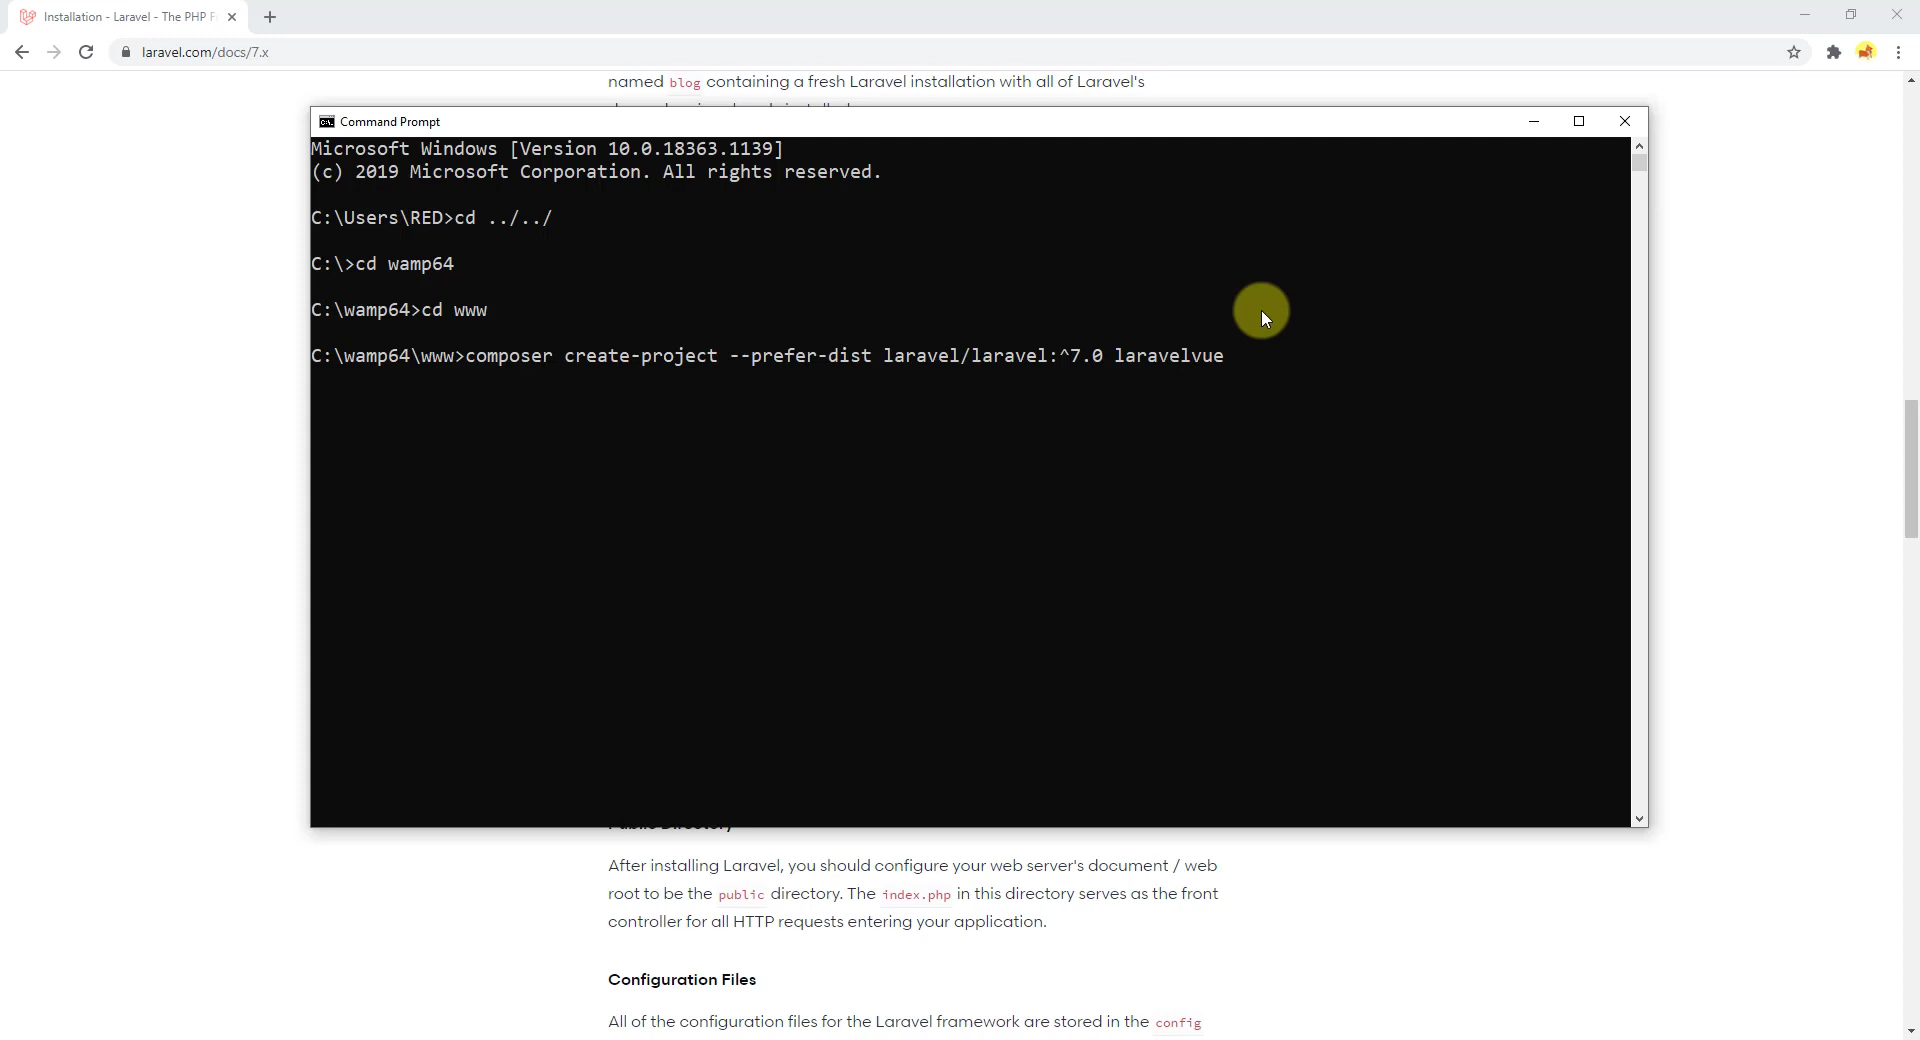 Installation - Laravel - The PHP F
laravel.com/docs/7.x
named blog containing a fresh Laravel installation with all of Laravel's
Command Prompt
Microsoft Windows [Version 10.0.18363.1139]
(c) 2019 Microsoft Corporation. All rights reserved.
C:\Users\RED>cd ../../
C:\>cd wamp64
C:\wamp64>cd www
C:\wamp64\www>composer create-project --prefer-dist laravel/laravel:^7.0 laravelvue
Public Directory
After installing Laravel, you should configure your web server's document / web
root to be the public directory. The index.php in this directory serves as the front
controller for all HTTP requests entering your application.
Configuration Files
All of the configuration files for the Laravel framework are stored in the config